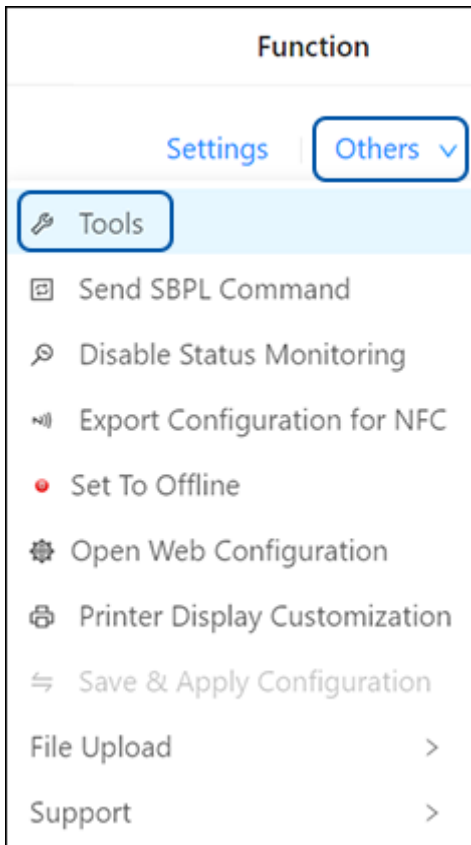 Function
Settings Others
Tools
Send SBPL Command
Disable Status Monitoring
Export Configuration for NFC
Set To Offline
Open Web Configuration
Printer Display Customization
Save & Apply Configuration
File Upload
Support